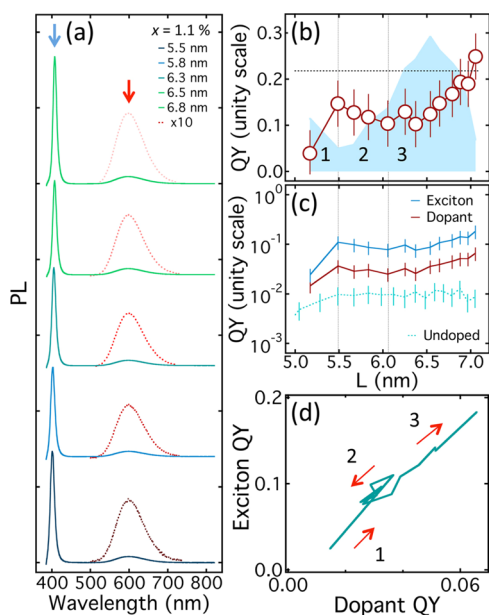 (a)
x = 1.1 %
5.5 nm
5.8 nm
6.3 nm
6.5 nm
6.8 nm
x10
PL
400 500 600 700 800
Wavelength (nm)
(b)
QY (unity scale)
0.3
0.2
0.1
0.0
1 2 3
(c)
QY (unity scale)
10⁰
10⁻¹
10⁻²
10⁻³
Exciton
Dopant
Undoped
5.0 5.5 6.0 6.5 7.0
L (nm)
(d)
Exciton QY
0.2
0.1
0.0
3
2
1
0.00 0.06
Dopant QY